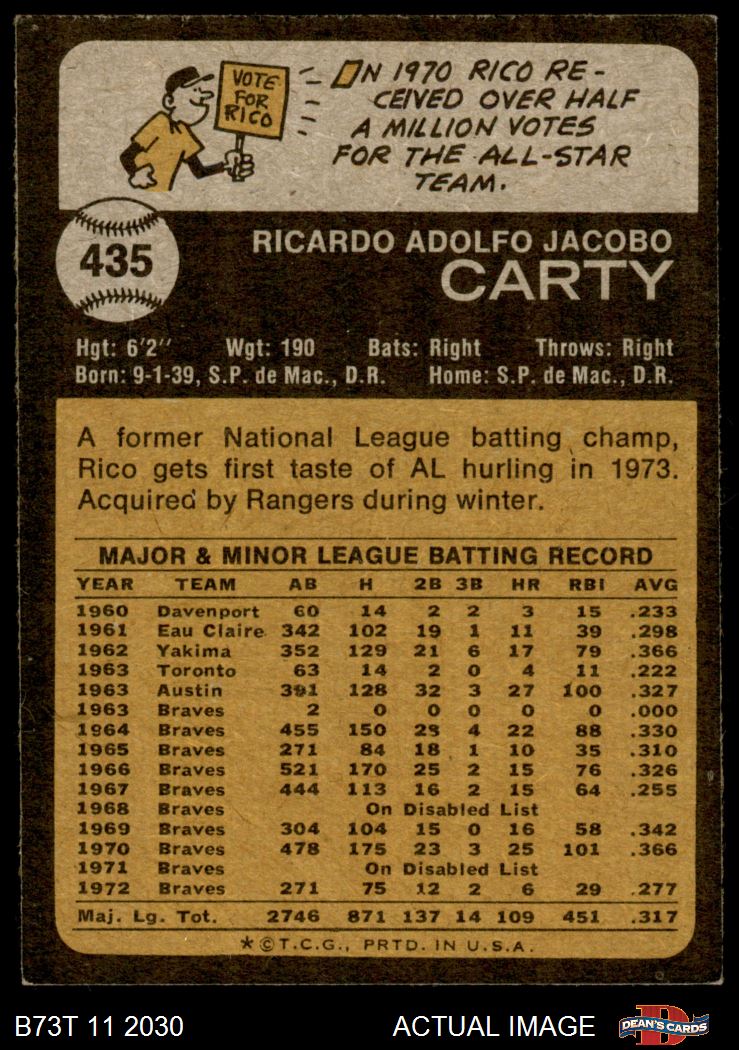 VOTE
FOR
RICO
IN 1970 RICO RE-
CEIVED OVER HALF
A MILLION VOTES
FOR THE ALL-STAR
TEAM.
435
RICARDO ADOLFO JACOBO
CARTY
Hgt: 6'2" Wgt: 190 Bats: Right Throws: Right
Born: 9-1-39, S.P. de Mac., D.R. Home: S.P. de Mac., D.R.
A former National League batting champ,
Rico gets first taste of AL hurling in 1973.
Acquired by Rangers during winter.
MAJOR & MINOR LEAGUE BATTING RECORD
YEAR TEAM AB H 2B 3B HR RBI AVG
1960 Davenport 60 14 2 2 3 15 .233
1961 Eau Claire 342 102 19 1 11 39 .298
1962 Yakima 352 129 21 6 17 79 .366
1963 Toronto 63 14 2 0 4 11 .222
1963 Austin 391 128 32 3 27 100 .327
1963 Braves 2 0 0 0 0 0 .000
1964 Braves 455 150 28 4 22 88 .330
1965 Braves 271 84 18 1 10 35 .310
1966 Braves 521 170 25 2 15 76 .326
1967 Braves 444 113 16 2 15 64 .255
1968 Braves On Disabled List
1969 Braves 304 104 15 0 16 58 .342
1970 Braves 478 175 23 3 25 101 .366
1971 Braves On Disabled List
1972 Braves 271 75 12 2 6 29 .277
Maj. Lg. Tot. 2746 871 137 14 109 451 .317
*©T.C.G., PRTD. IN U.S.A.
B73T 11 2030 ACTUAL IMAGE
D
DEAN'S CARDS